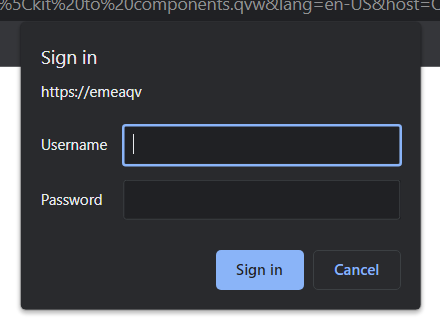 %5Ckit%20to%20components.qvw&lang=en-US&host=
Sign in
https://emeaqv
Username
Password
Sign in
Cancel